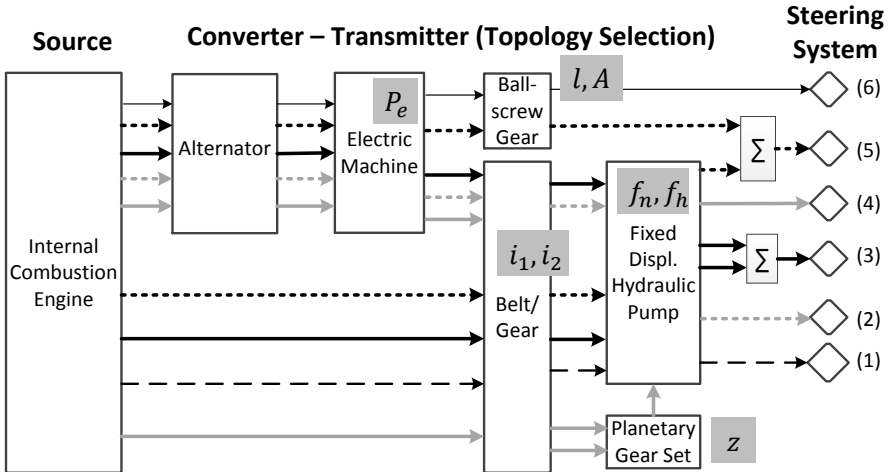 Source
Converter – Transmitter (Topology Selection)
Steering
System
Internal
Combustion
Engine
Alternator
P_e
Electric
Machine
Ball-
screw
Gear
l, A
i_1, i_2
Belt/
Gear
f_n, f_h
Fixed
Displ.
Hydraulic
Pump
Planetary
Gear Set
z
Σ
Σ
(6)
(5)
(4)
(3)
(2)
(1)